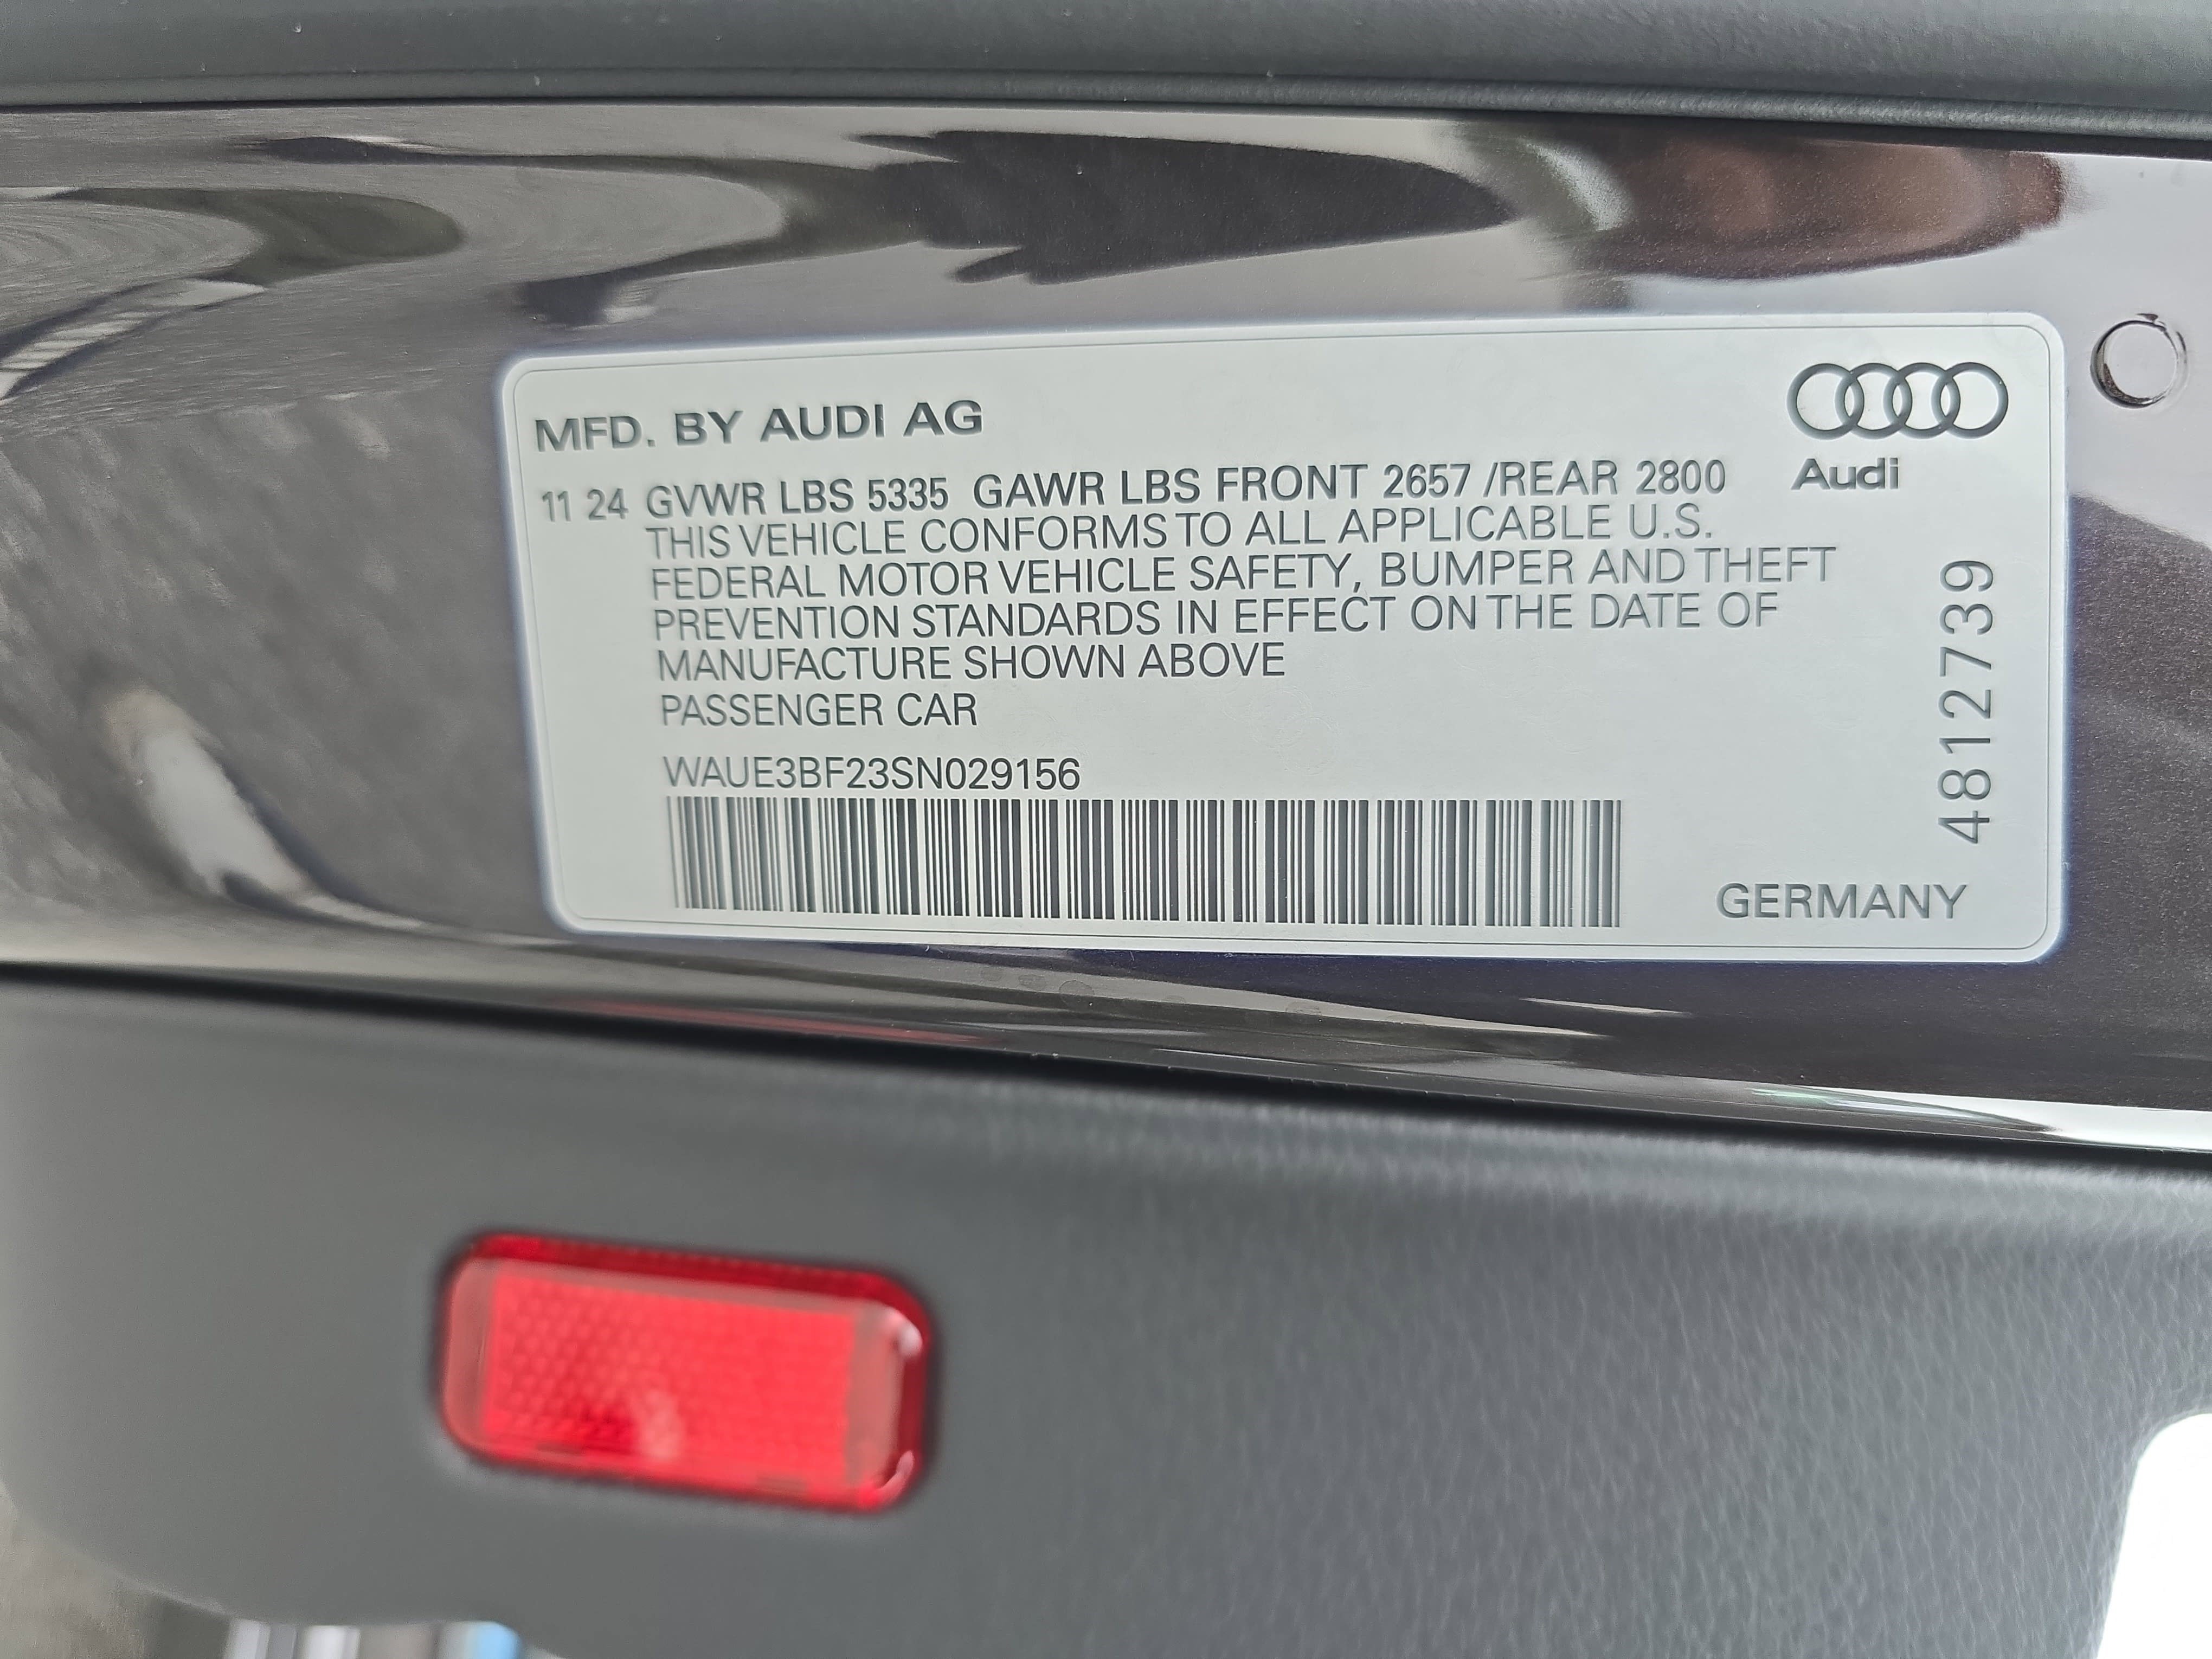 MFD. BY AUDI AG
Audi
11 24 GVWR LBS 5335 GAWR LBS FRONT 2657 /REAR 2800
THIS VEHICLE CONFORMS TO ALL APPLICABLE U.S.
FEDERAL MOTOR VEHICLE SAFETY, BUMPER AND THEFT
PREVENTION STANDARDS IN EFFECT ON THE DATE OF
MANUFACTURE SHOWN ABOVE
PASSENGER CAR
WAUE3BF23SN029156
4812739
GERMANY